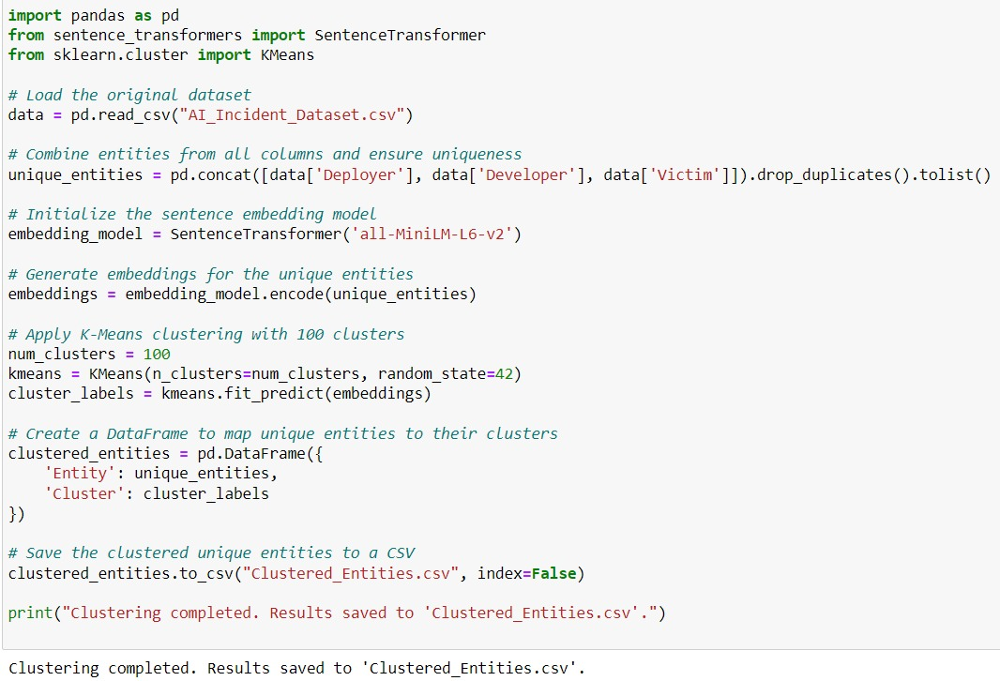 import pandas as pd
from sentence_transformers import SentenceTransformer
from sklearn.cluster import KMeans

# Load the original dataset
data = pd.read_csv("AI_Incident_Dataset.csv")

# Combine entities from all columns and ensure uniqueness
unique_entities = pd.concat([data['Deployer'], data['Developer'], data['Victim']]).drop_duplicates().tolist()

# Initialize the sentence embedding model
embedding_model = SentenceTransformer('all-MiniLM-L6-v2')

# Generate embeddings for the unique entities
embeddings = embedding_model.encode(unique_entities)

# Apply K-Means clustering with 100 clusters
num_clusters = 100
kmeans = KMeans(n_clusters=num_clusters, random_state=42)
cluster_labels = kmeans.fit_predict(embeddings)

# Create a DataFrame to map unique entities to their clusters
clustered_entities = pd.DataFrame({
    'Entity': unique_entities,
    'Cluster': cluster_labels
})

# Save the clustered unique entities to a CSV
clustered_entities.to_csv("Clustered_Entities.csv", index=False)

print("Clustering completed. Results saved to 'Clustered_Entities.csv'.")

Clustering completed. Results saved to 'Clustered_Entities.csv'.